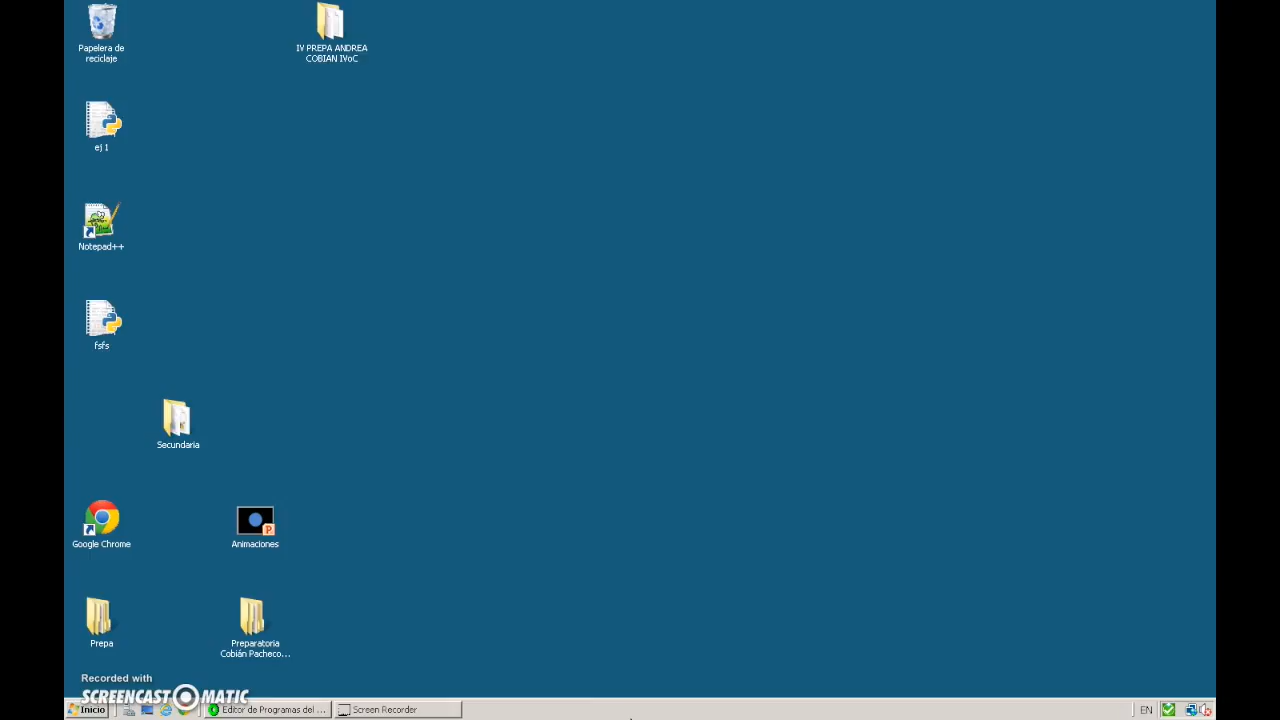 Papelera de
reciclaje
IV PREPA ANDREA
COBIAN IVoC
ej 1
Notepad++
fsfs
Secundaria
Google Chrome
Animaciones
Prepa
Preparatoria
Cobián Pacheco...
Recorded with
SCREENCAST MATIC
Inicio
Editor de Programas del ...
Screen Recorder
EN